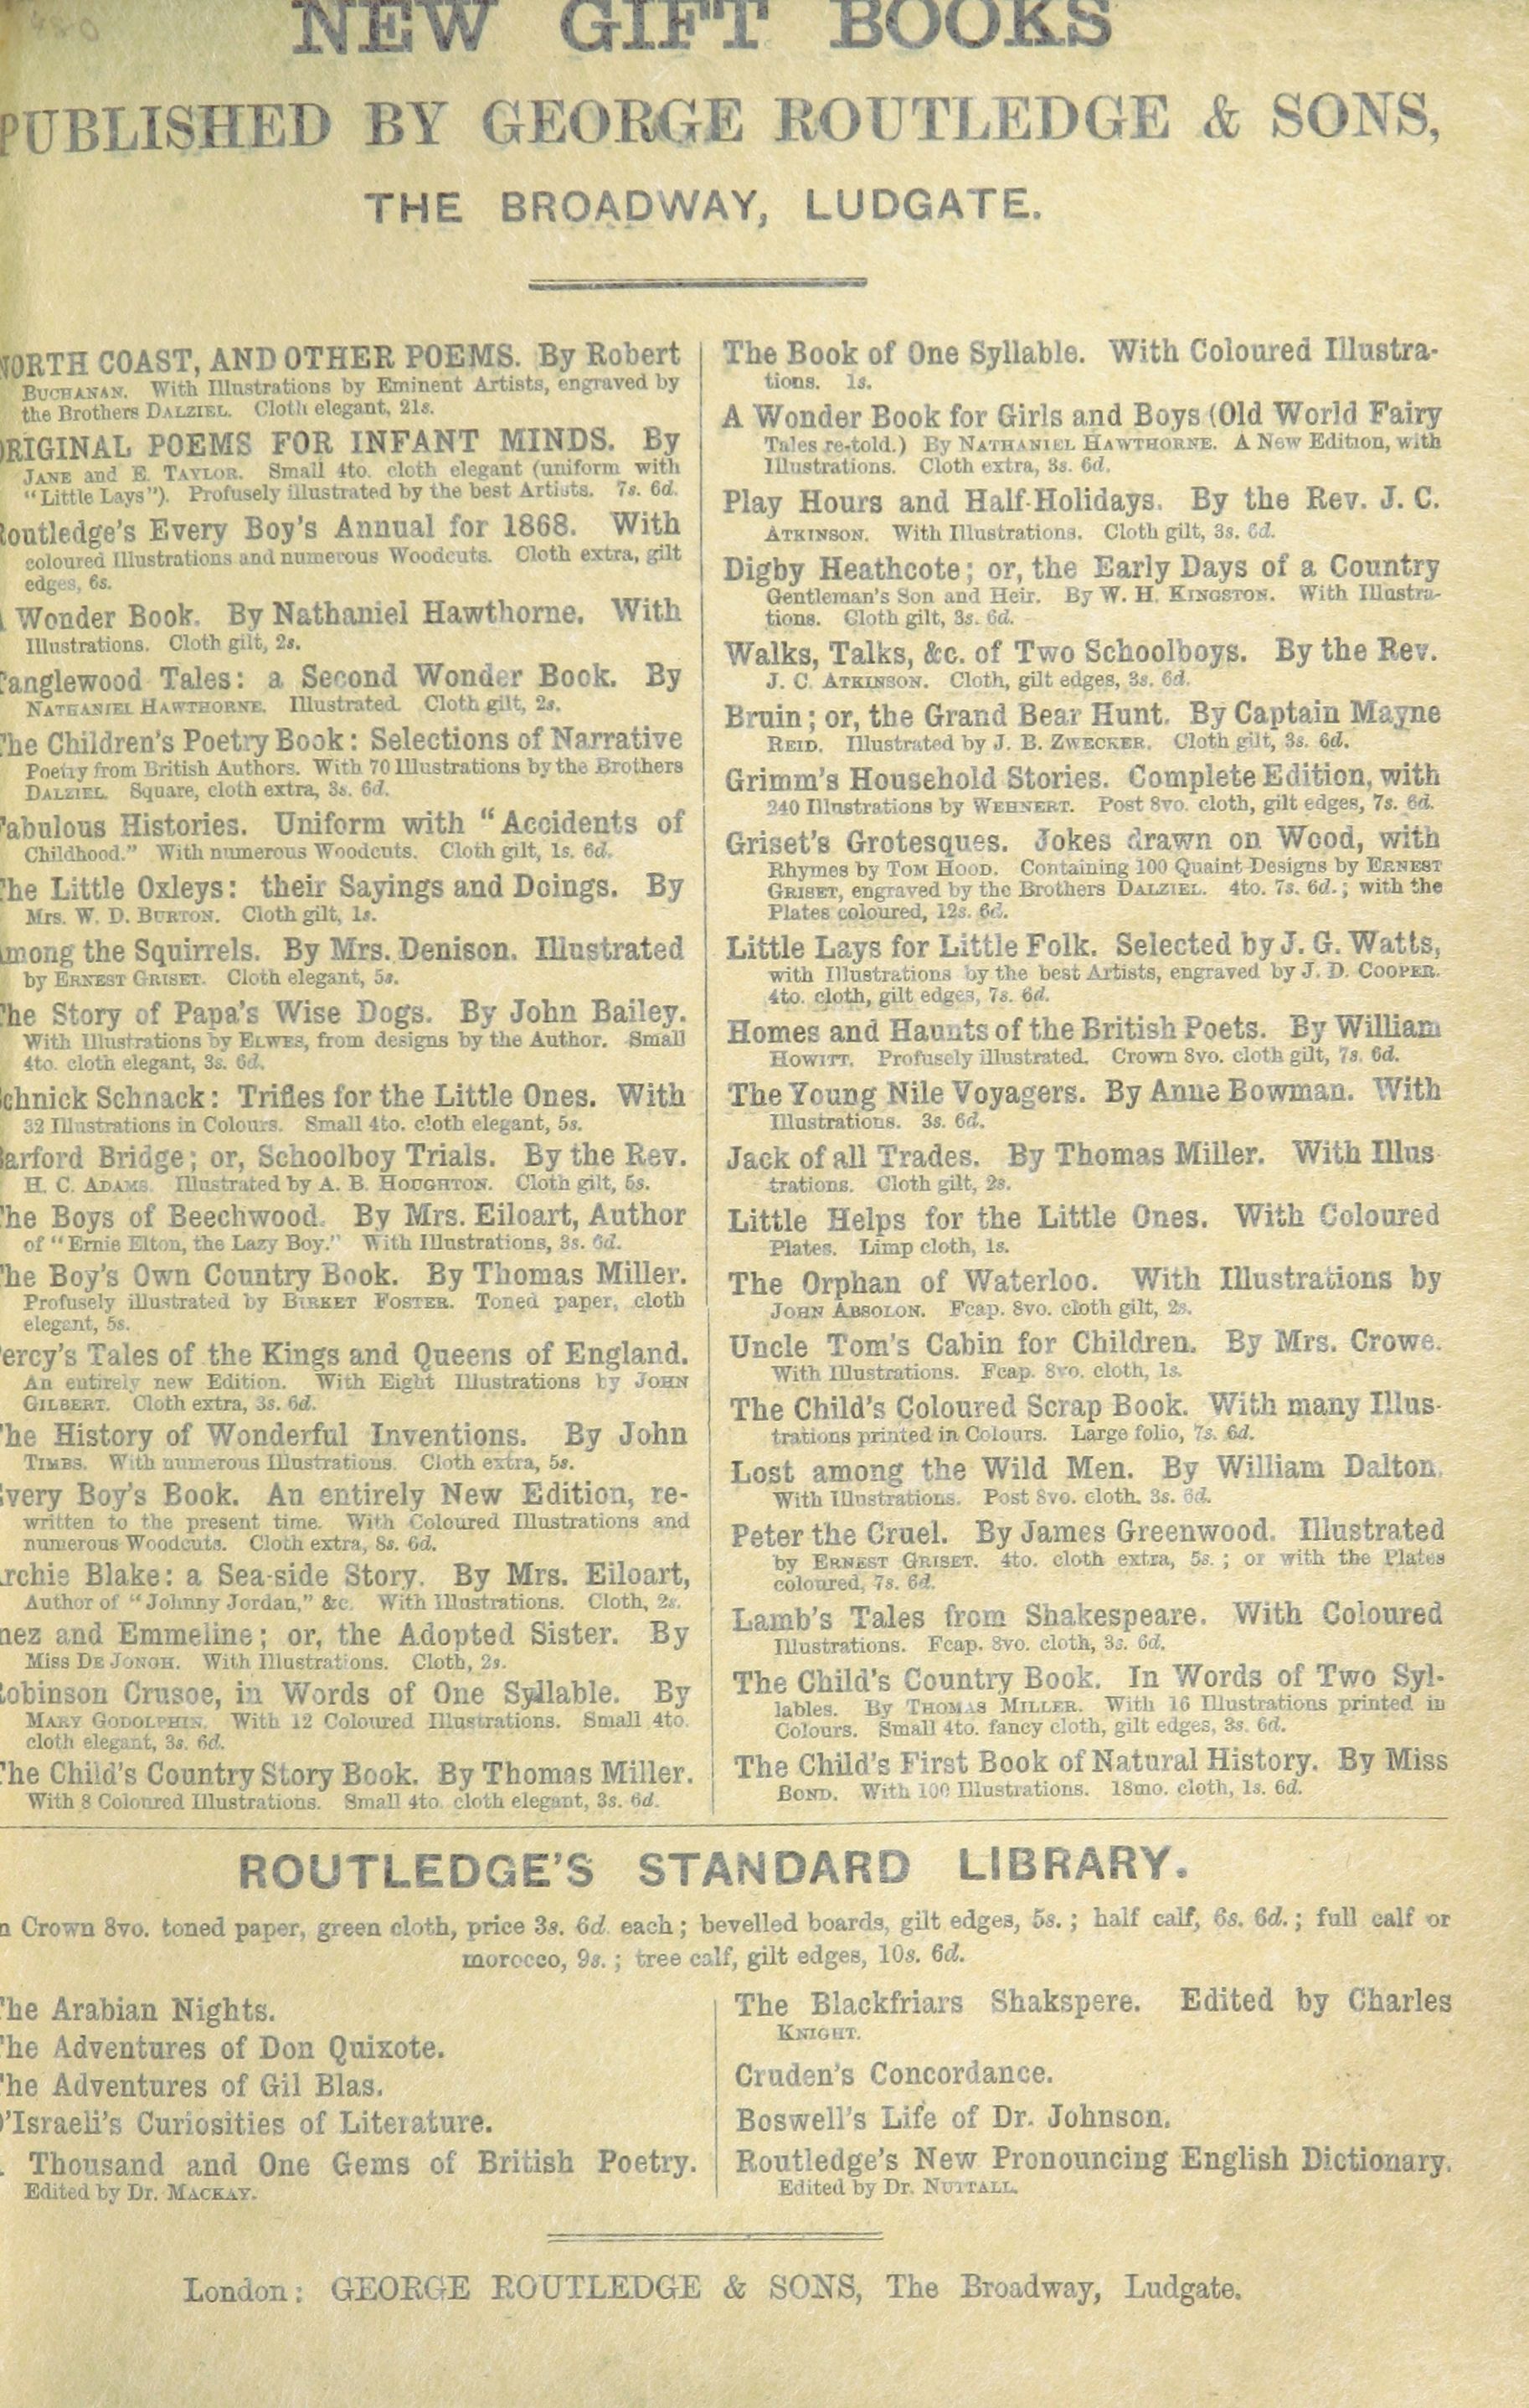 NEW GIFT BOOKS
PUBLISHED BY GEORGE ROUTLEDGE & SONS,
THE BROADWAY, LUDGATE.
NORTH COAST, AND OTHER POEMS. By Robert
BUCHANAN. With Illustrations by Eminent Artists, engraved by
the Brothers DALZIEL. Cloth elegant, 21s.
ORIGINAL POEMS FOR INFANT MINDS. By
JANE and E. TAYLOR. Small 4to. cloth elegant (uniform with
"Little Lays"). Profusely illustrated by the best Artists. 7s. 6d.
Routledge's Every Boy's Annual for 1868. With
coloured Illustrations and numerous Woodcuts. Cloth extra, gilt
edges, 6s.
A Wonder Book. By Nathaniel Hawthorne. With
Illustrations. Cloth gilt, 2s.
Tanglewood Tales: a Second Wonder Book. By
NATHANIEL HAWTHORNE. Illustrated. Cloth gilt, 2s.
The Children's Poetry Book: Selections of Narrative
Poetry from British Authors. With 70 Illustrations by the Brothers
DALZIEL. Square, cloth extra, 3s. 6d.
Fabulous Histories. Uniform with "Accidents of
Childhood." With numerous Woodcuts. Cloth gilt, 1s. 6d.
The Little Oxleys: their Sayings and Doings. By
Mrs. W. D. BURTON. Cloth gilt, 1s.
Among the Squirrels. By Mrs. Denison. Illustrated
by ERNEST GRISET. Cloth elegant, 5s.
The Story of Papa's Wise Dogs. By John Bailey.
With Illustrations by ELWES, from designs by the Author. Small
4to. cloth elegant, 3s. 6d.
Schnick Schnack: Trifles for the Little Ones. With
32 Illustrations in Colours. Small 4to. cloth elegant, 5s.
Barford Bridge; or, Schoolboy Trials. By the Rev.
H. C. ADAMS. Illustrated by A. B. HOUGHTON. Cloth gilt, 5s.
The Boys of Beechwood. By Mrs. Eiloart, Author
of "Ernie Elton, the Lazy Boy." With Illustrations, 3s. 6d.
The Boy's Own Country Book. By Thomas Miller.
Profusely illustrated by BIRKET FOSTER. Toned paper, cloth
elegant, 5s.
Percy's Tales of the Kings and Queens of England.
An entirely new Edition. With Eight Illustrations by JOHN
GILBERT. Cloth extra, 3s. 6d.
The History of Wonderful Inventions. By John
TIMBS. With numerous Illustrations. Cloth extra, 5s.
Every Boy's Book. An entirely New Edition, re-
written to the present time. With Coloured Illustrations and
numerous Woodcuts. Cloth extra, 8s. 6d.
Archie Blake: a Sea-side Story. By Mrs. Eiloart,
Author of "Johnny Jordan," &c. With Illustrations. Cloth, 2s.
Inez and Emmeline; or, the Adopted Sister. By
Miss DE JONGH. With Illustrations. Cloth, 2s.
Robinson Crusoe, in Words of One Syllable. By
MARY GODOLPHIN. With 12 Coloured Illustrations. Small 4to.
cloth elegant, 3s. 6d.
The Child's Country Story Book. By Thomas Miller.
With 8 Coloured Illustrations. Small 4to. cloth elegant, 3s. 6d.
The Book of One Syllable. With Coloured Illustra-
tions. 1s.
A Wonder Book for Girls and Boys (Old World Fairy
Tales re-told.) By NATHANIEL HAWTHORNE. A New Edition, with
Illustrations. Cloth extra, 3s. 6d.
Play Hours and Half-Holidays. By the Rev. J. C.
ATKINSON. With Illustrations. Cloth gilt, 3s. 6d.
Digby Heathcote; or, the Early Days of a Country
Gentleman's Son and Heir. By W. H. KINGSTON. With Illustra-
tions. Cloth gilt, 3s. 6d.
Walks, Talks, &c. of Two Schoolboys. By the Rev.
J. C. ATKINSON. Cloth, gilt edges, 3s. 6d.
Bruin; or, the Grand Bear Hunt. By Captain Mayne
REID. Illustrated by J. B. ZWECKER. Cloth gilt, 3s. 6d.
Grimm's Household Stories. Complete Edition, with
240 Illustrations by WEHNERT. Post 8vo. cloth, gilt edges, 7s. 6d.
Griset's Grotesques. Jokes drawn on Wood, with
Rhymes by TOM HOOD. Containing 100 Quaint Designs by ERNEST
GRISET, engraved by the Brothers DALZIEL. 4to. 7s. 6d.; with the
Plates coloured, 12s. 6d.
Little Lays for Little Folk. Selected by J. G. Watts,
with Illustrations by the best Artists, engraved by J. D. COOPER.
4to. cloth, gilt edges, 7s. 6d.
Homes and Haunts of the British Poets. By William
HOWITT. Profusely illustrated. Crown 8vo. cloth gilt, 7s. 6d.
The Young Nile Voyagers. By Anne Bowman. With
Illustrations. 3s. 6d.
Jack of all Trades. By Thomas Miller. With Illus-
trations. Cloth gilt, 2s.
Little Helps for the Little Ones. With Coloured
Plates. Limp cloth, 1s.
The Orphan of Waterloo. With Illustrations by
JOHN ABSOLON. Fcap. 8vo. cloth gilt, 2s.
Uncle Tom's Cabin for Children. By Mrs. Crowe.
With Illustrations. Fcap. 8vo. cloth, 1s.
The Child's Coloured Scrap Book. With many Illus-
trations printed in Colours. Large folio, 7s. 6d.
Lost among the Wild Men. By William Dalton.
With Illustrations. Post 8vo. cloth, 3s. 6d.
Peter the Cruel. By James Greenwood. Illustrated
by ERNEST GRISET. 4to. cloth extra, 5s.; or with the Plates
coloured, 7s. 6d.
Lamb's Tales from Shakespeare. With Coloured
Illustrations. Fcap. 8vo. cloth, 3s. 6d.
The Child's Country Book. In Words of Two Syl-
lables. By THOMAS MILLER. With 16 Illustrations printed in
Colours. Small 4to. fancy cloth, gilt edges, 3s. 6d.
The Child's First Book of Natural History. By Miss
BOND. With 100 Illustrations. 18mo. cloth, 1s. 6d.
ROUTLEDGE'S STANDARD LIBRARY.
In Crown 8vo. toned paper, green cloth, price 3s. 6d. each; bevelled boards, gilt edges, 5s.; half calf, 6s. 6d.; full calf or
morocco, 9s.; tree calf, gilt edges, 10s. 6d.
The Arabian Nights.
The Adventures of Don Quixote.
The Adventures of Gil Blas.
D'Israeli's Curiosities of Literature.
A Thousand and One Gems of British Poetry.
Edited by Dr. MACKAY.
The Blackfriars Shakspere. Edited by Charles
KNIGHT.
Cruden's Concordance.
Boswell's Life of Dr. Johnson.
Routledge's New Pronouncing English Dictionary.
Edited by Dr. NUTTALL.
London: GEORGE ROUTLEDGE & SONS, The Broadway, Ludgate.